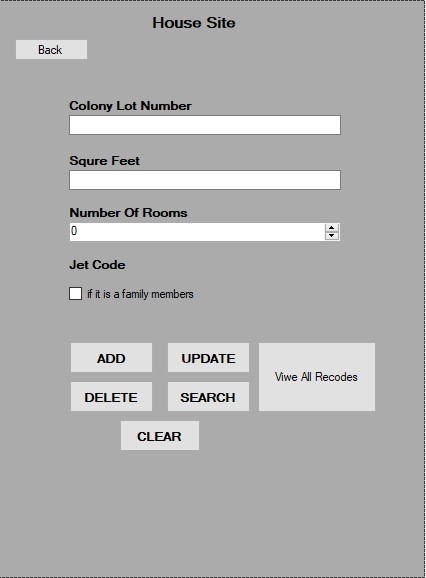 House Site
Back
Colony Lot Number
Squre Feet
Number Of Rooms
0
Jet Code
if it is a family members
ADD
UPDATE
Viwe All Recodes
DELETE
SEARCH
CLEAR